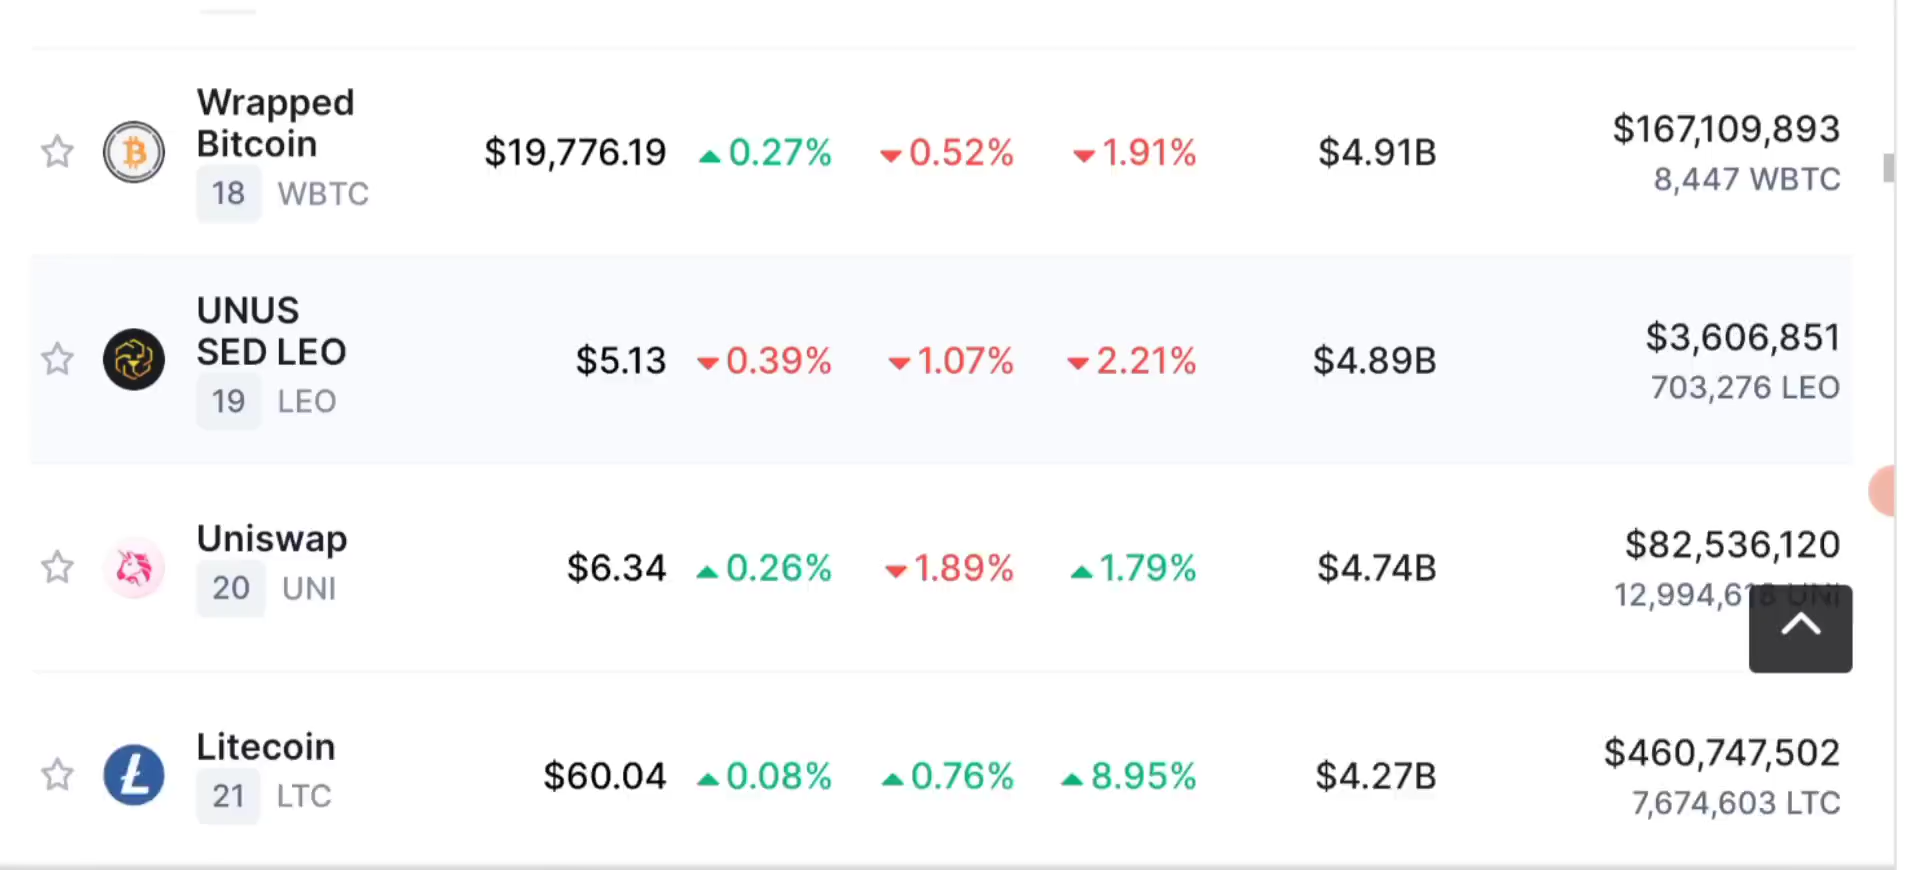 Wrapped
Bitcoin
18 WBTC
$19,776.19 0.27% 0.52% 1.91% $4.91B $167,109,893
8,447 WBTC
UNUS
SED LEO
19 LEO
$5.13 0.39% 1.07% 2.21% $4.89B $3,606,851
703,276 LEO
Uniswap
20 UNI
$6.34 0.26% 1.89% 1.79% $4.74B $82,536,120
UNI
Litecoin
21 LTC
$60.04 0.08% 0.76% 8.95% $4.27B $460,747,502
7,674,603 LTC